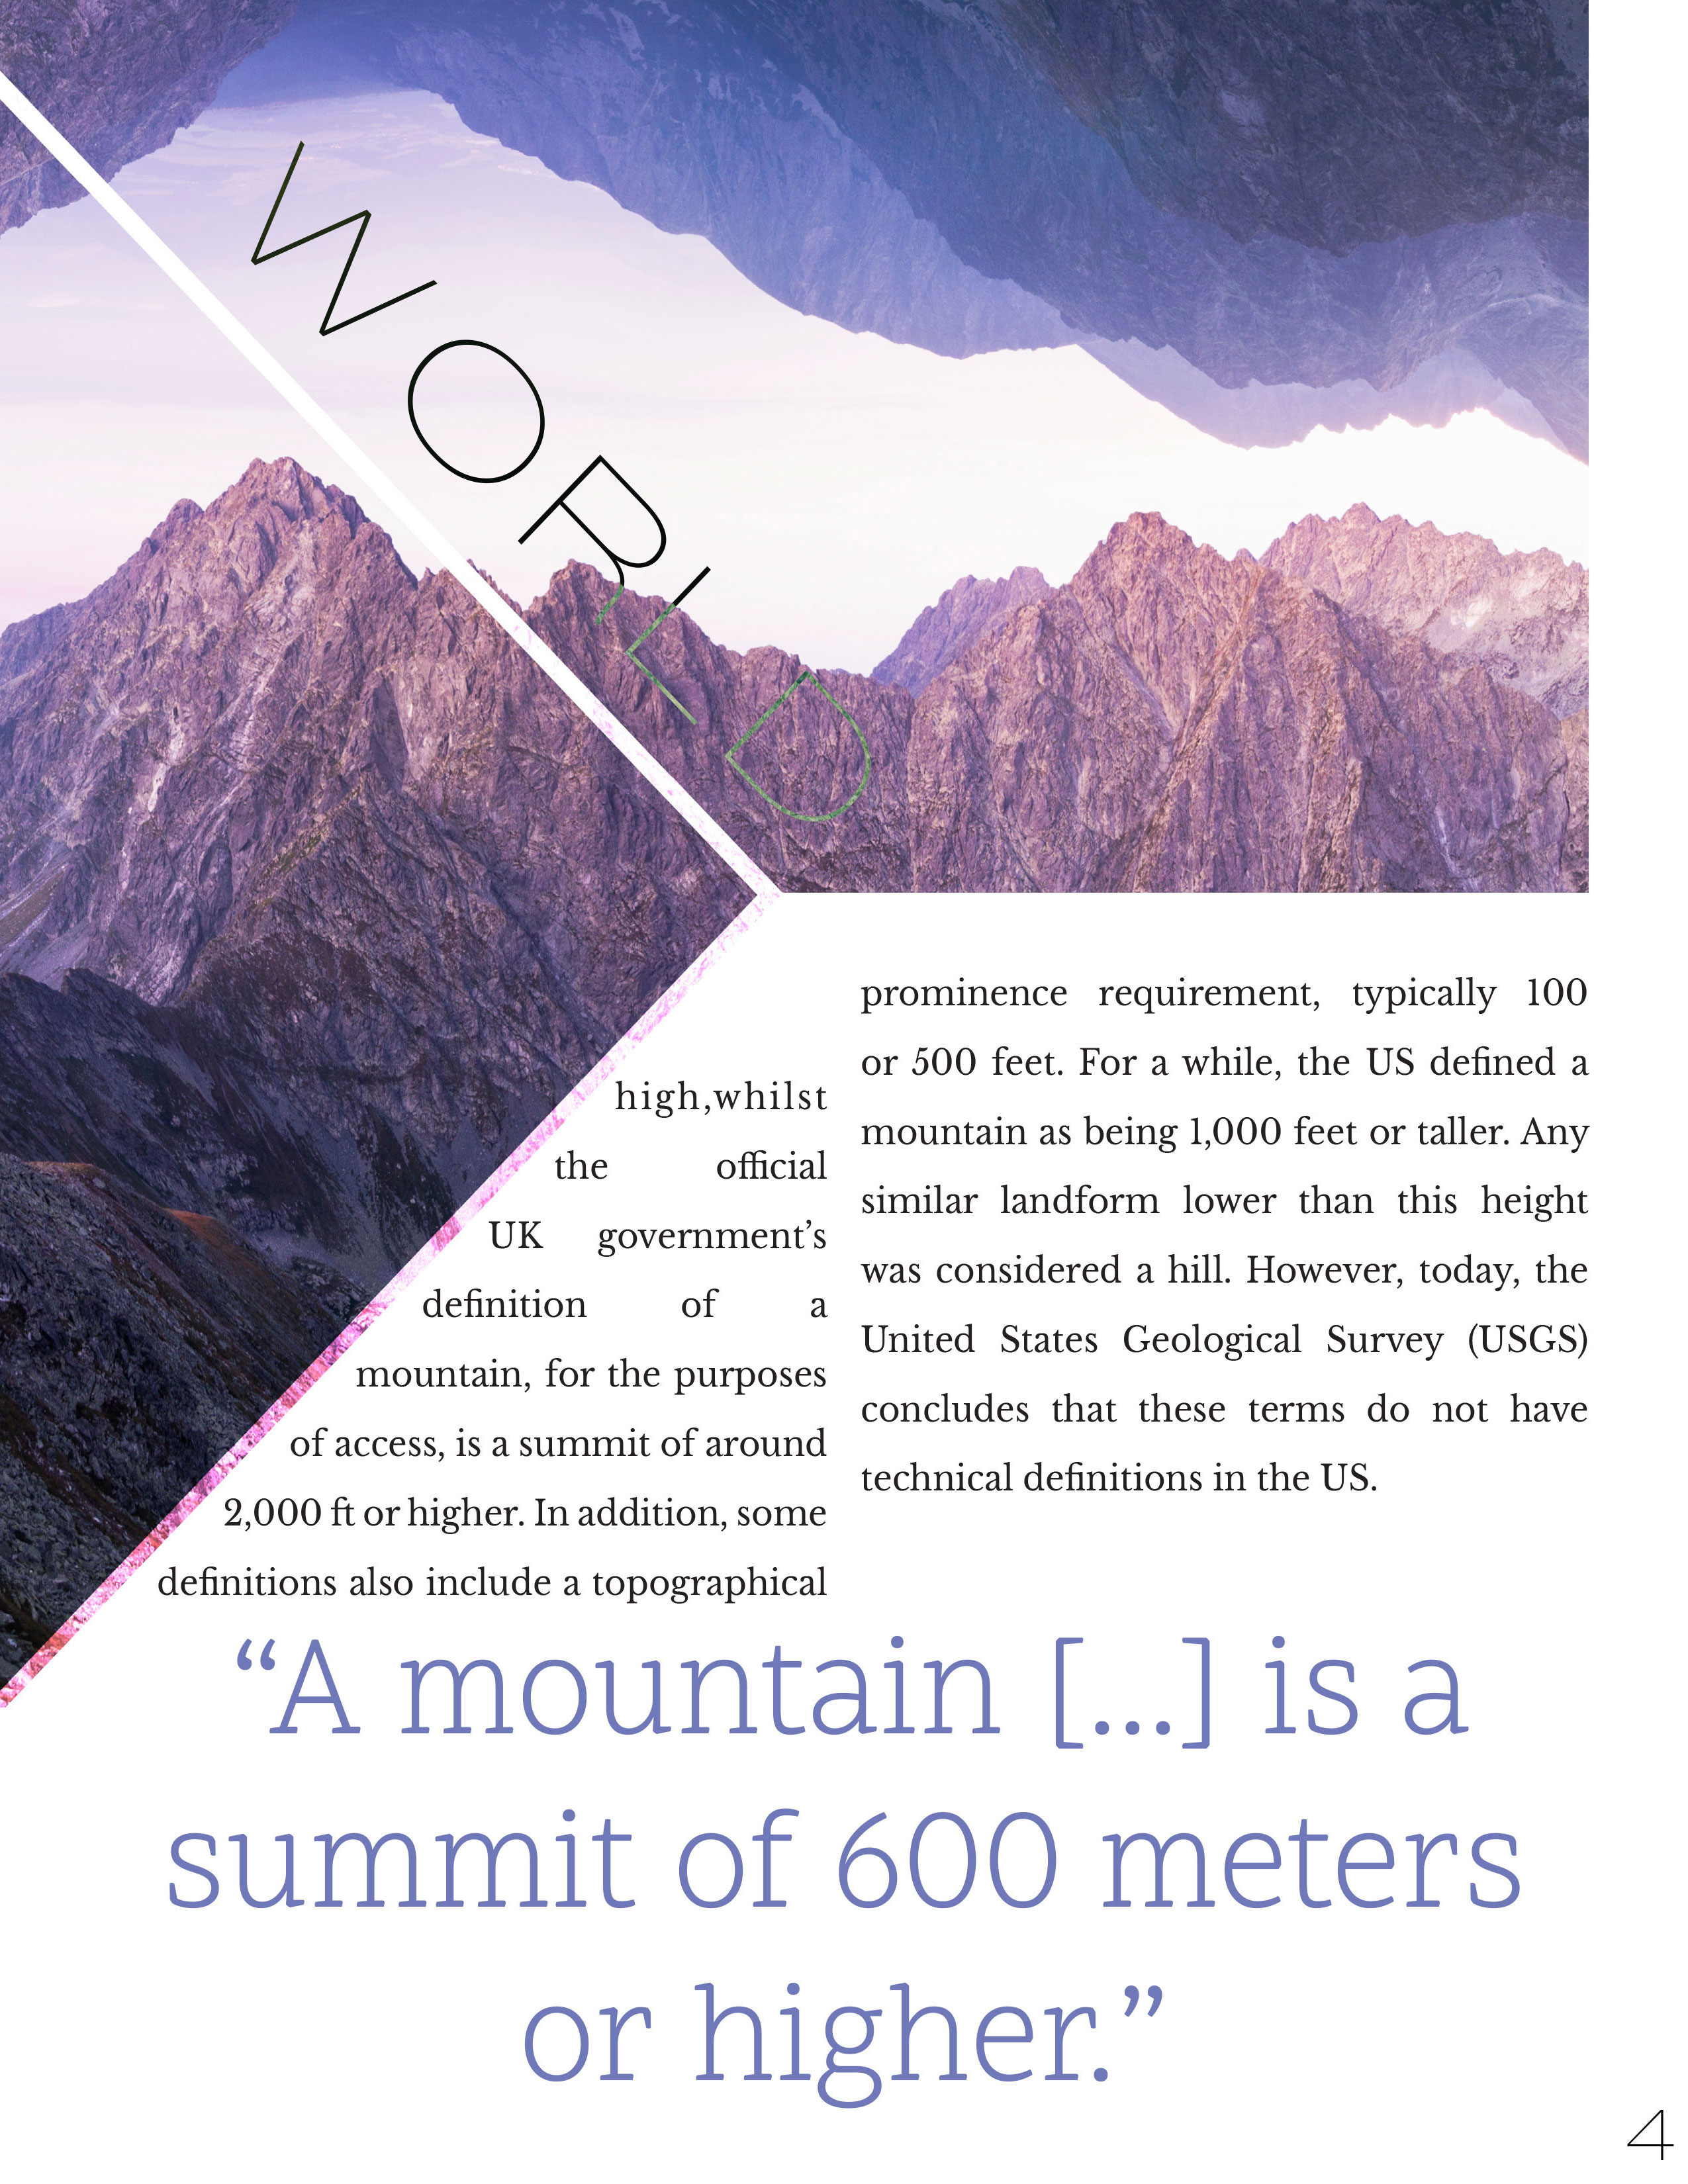 WORLD
high,whilst
the official
UK government’s
definition of a
mountain, for the purposes
of access, is a summit of around
2,000 ft or higher. In addition, some
definitions also include a topographical
prominence requirement, typically 100
or 500 feet. For a while, the US defined a
mountain as being 1,000 feet or taller. Any
similar landform lower than this height
was considered a hill. However, today, the
United States Geological Survey (USGS)
concludes that these terms do not have
technical definitions in the US.
“A mountain [...] is a
summit of 600 meters
or higher.”
4